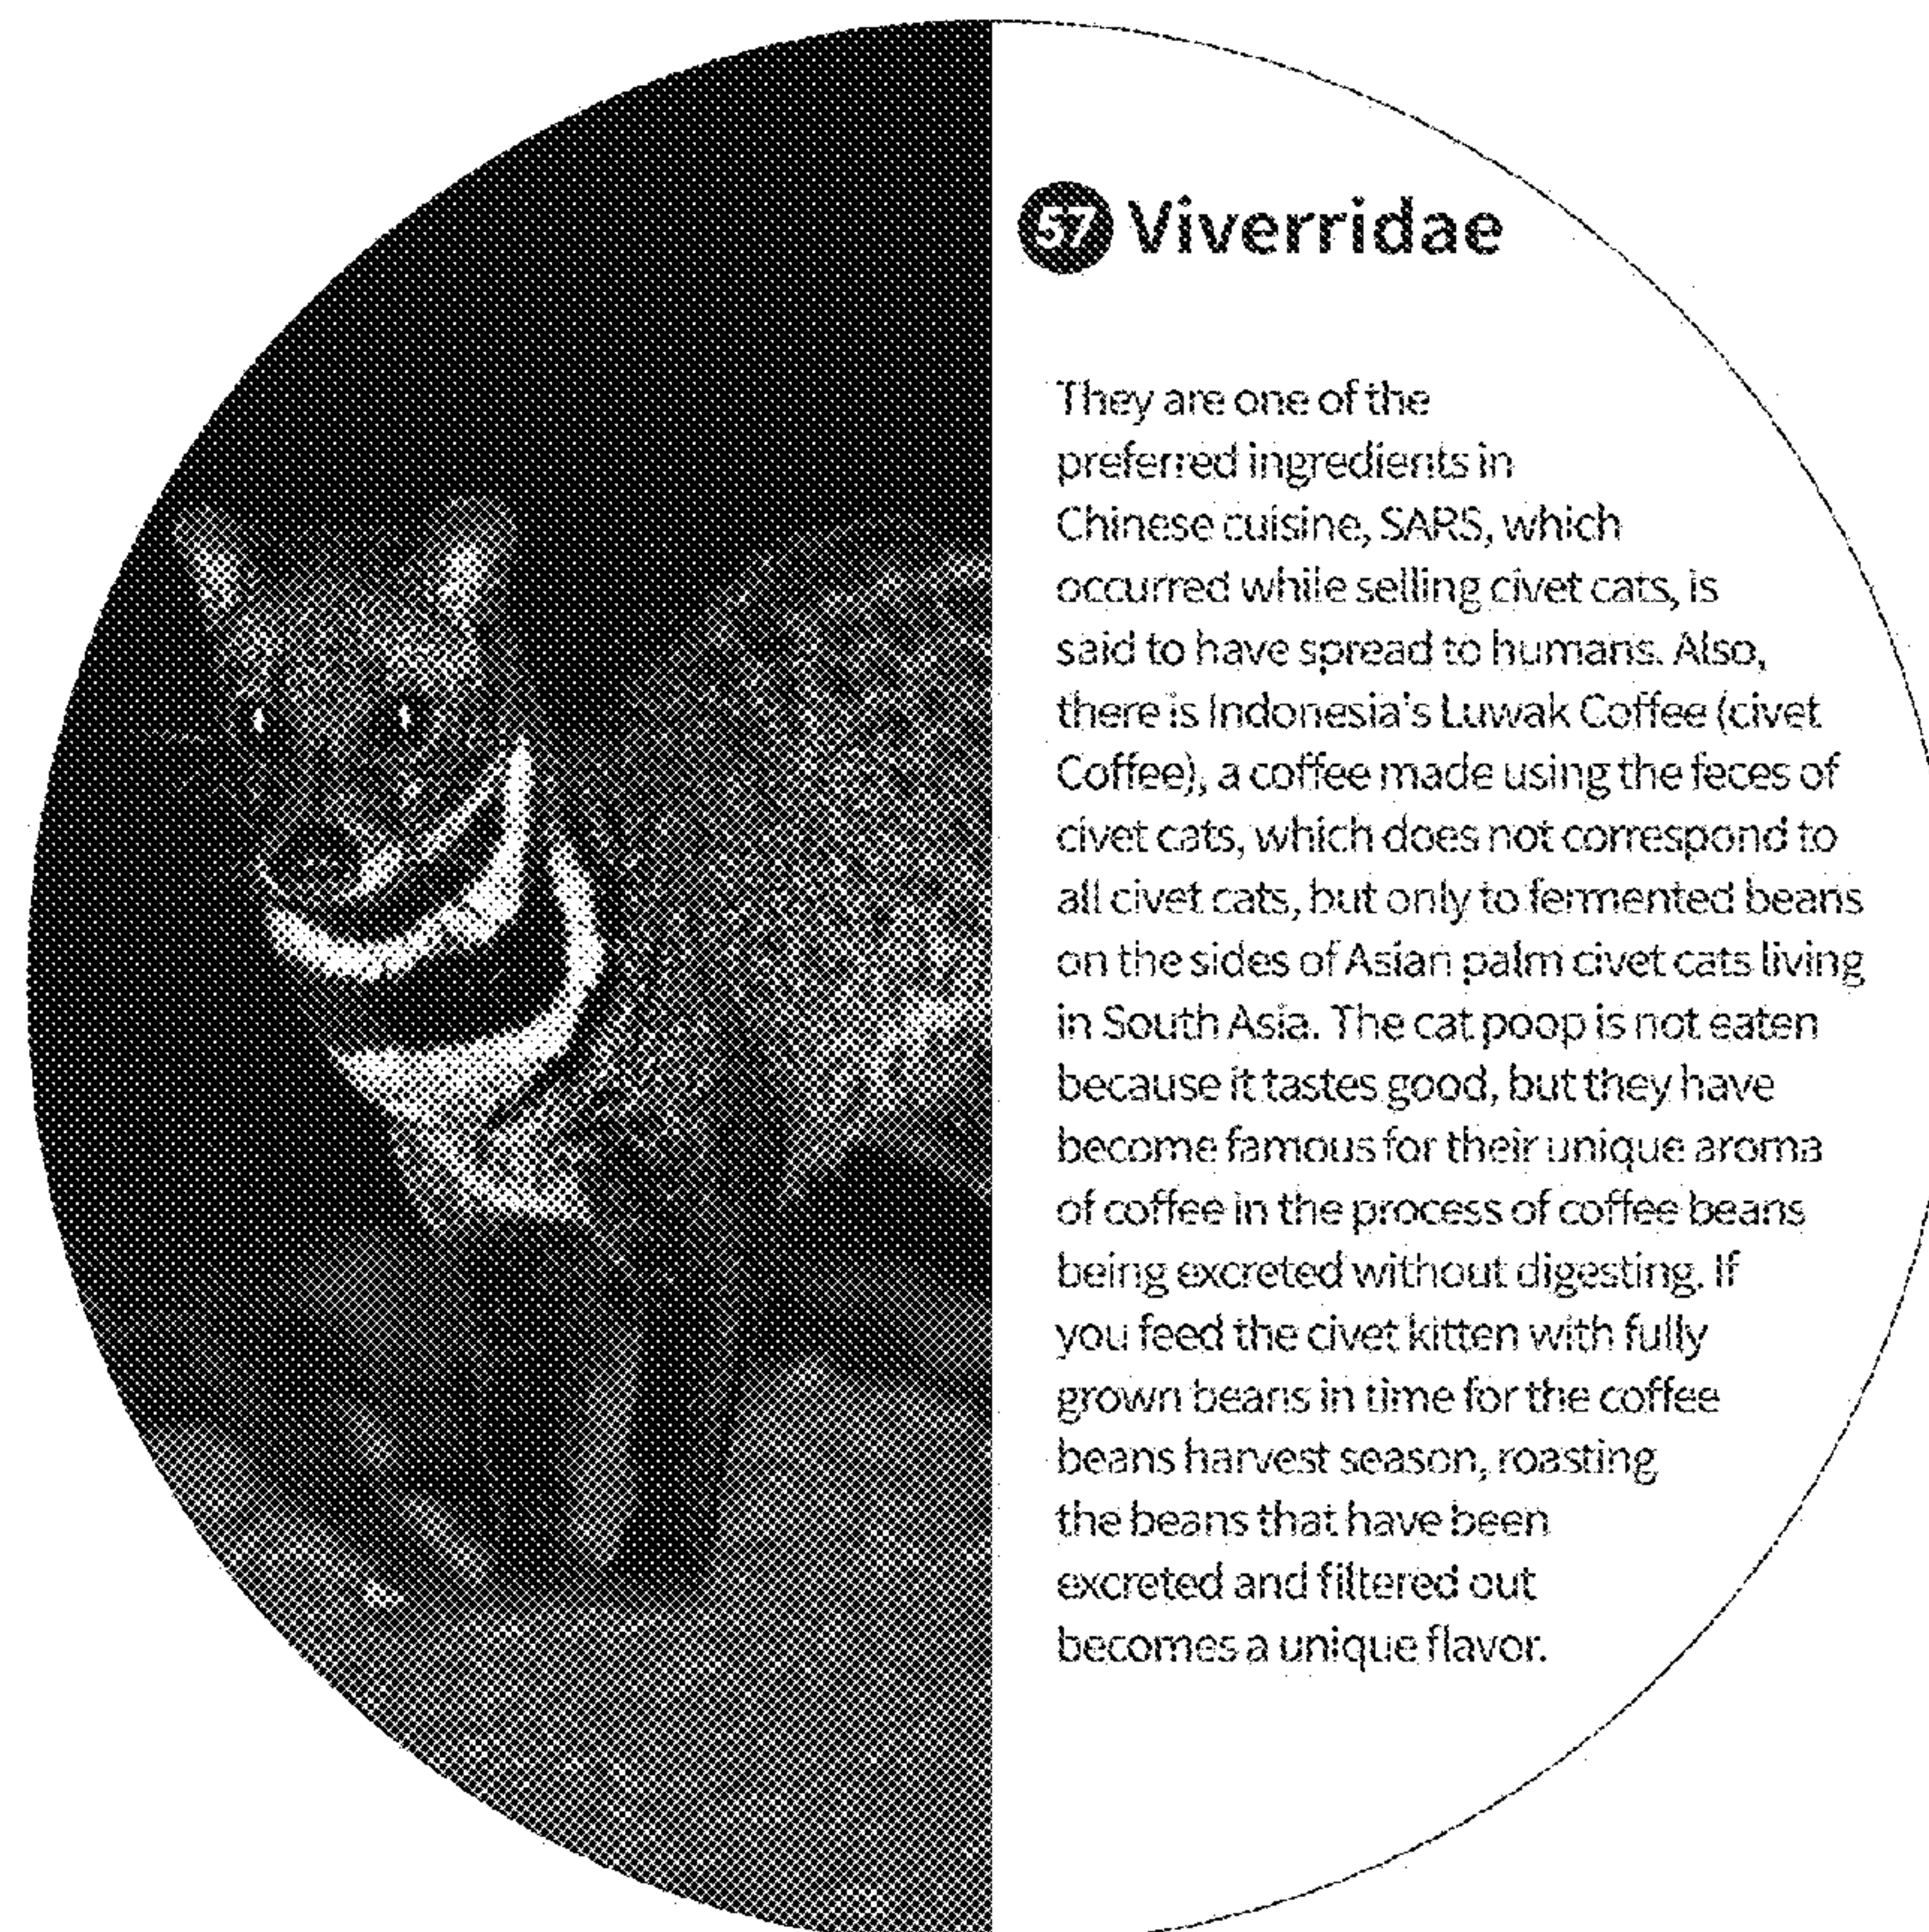 57 Viverridae
They are one of the
preferred ingredients in
Chinese cuisine, SARS, which
occurred while selling civet cats, is
said to have spread to humans. Also,
there is Indonesia's Luwak Coffee (civet
Coffee), a coffee made using the feces of
civet cats, which does not correspond to
all civet cats, but only to fermented beans
on the sides of Asian palm civet cats living
in South Asia. The cat poop is not eaten
because it tastes good, but they have
become famous for their unique aroma
of coffee in the process of coffee beans
being excreted without digesting. If
you feed the civet kitten with fully
grown beans in time for the coffee
beans harvest season, roasting
the beans that have been
excreted and filtered out
becomes a unique flavor.